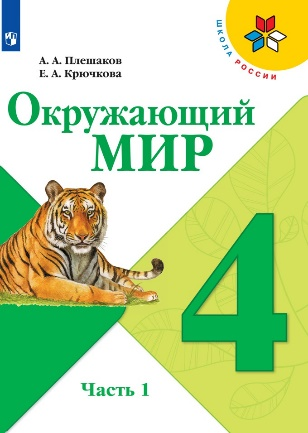 А. А. Плешаков
Е. А. Крючкова
ШКОЛА РОССИИ
Окружающий
МИР
4
Часть 1